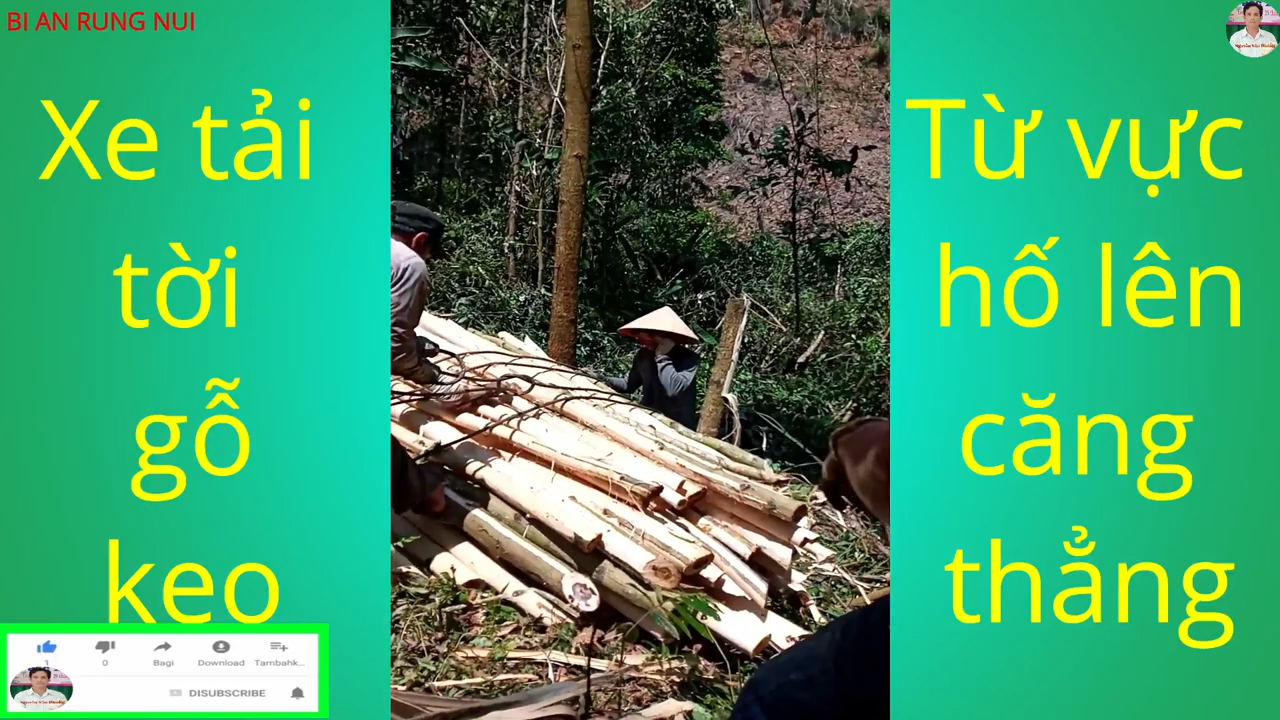 BI AN RUNG NUI
Xe tải
tời
gỗ
keo
Từ vực
hố lên
căng
thẳng
1
0
Bagi
Download
Tambahk...
DISUBSCRIBE